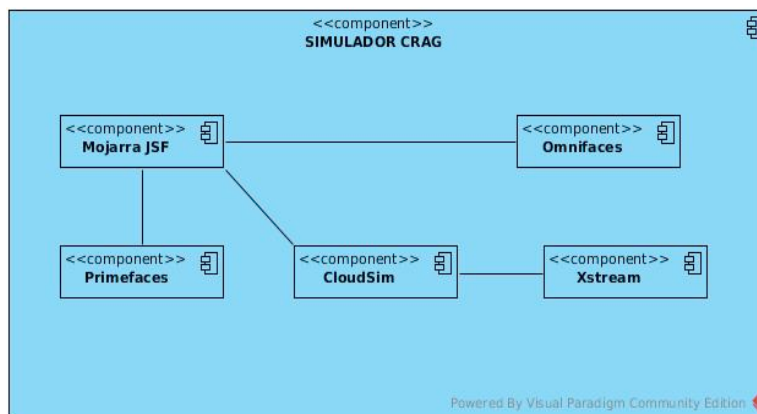 <<component>>
SIMULADOR CRAG
<<component>>
Mojarra JSF
<<component>>
Omnifaces
<<component>>
Primefaces
<<component>>
CloudSim
<<component>>
Xstream
Powered By Visual Paradigm Community Edition